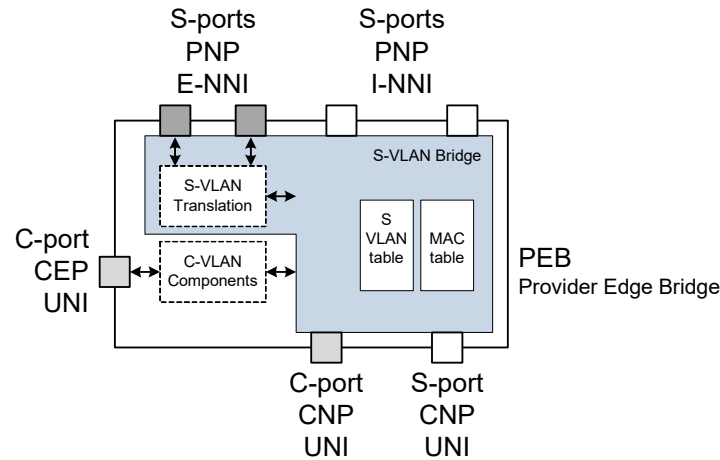 S-ports
PNP
E-NNI
S-ports
PNP
I-NNI
S-VLAN Bridge
S-VLAN
Translation
S
VLAN
table
MAC
table
C-port
CEP
UNI
C-VLAN
Components
PEB
Provider Edge Bridge
C-port
CNP
UNI
S-port
CNP
UNI